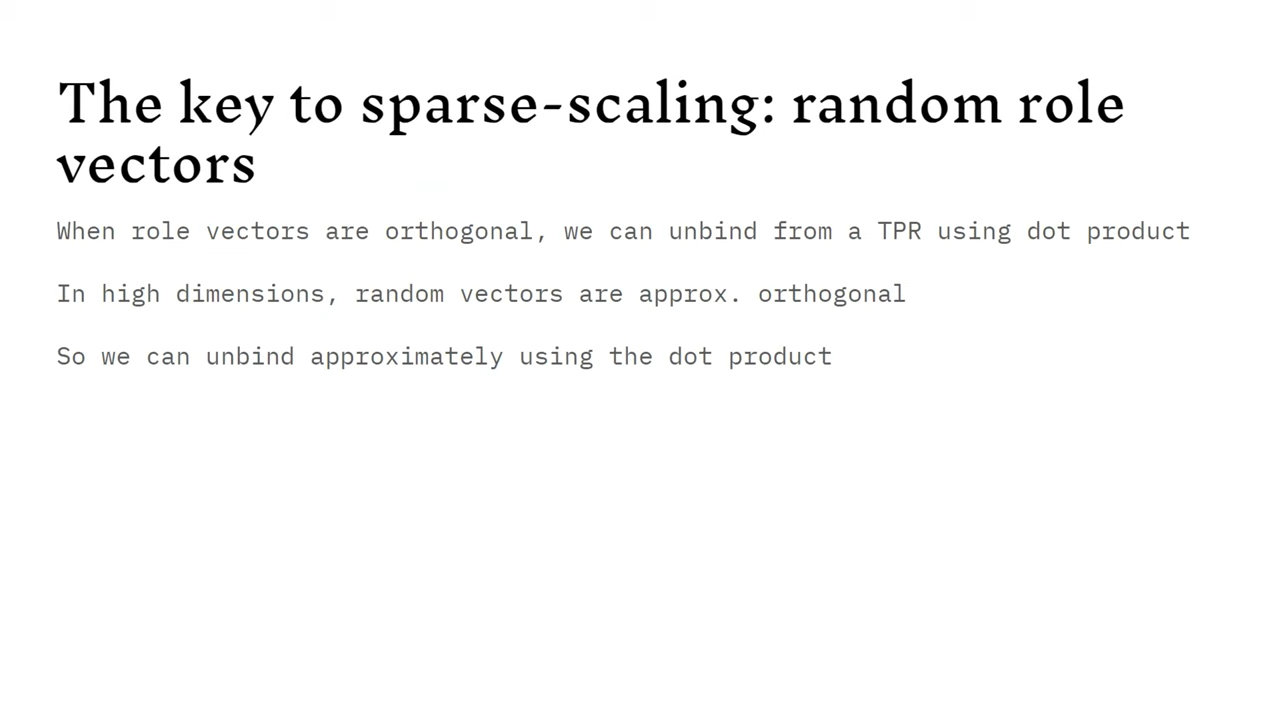 The key to sparse-scaling: random role
vectors
When role vectors are orthogonal, we can unbind from a TPR using dot product
In high dimensions, random vectors are approx. orthogonal
So we can unbind approximately using the dot product